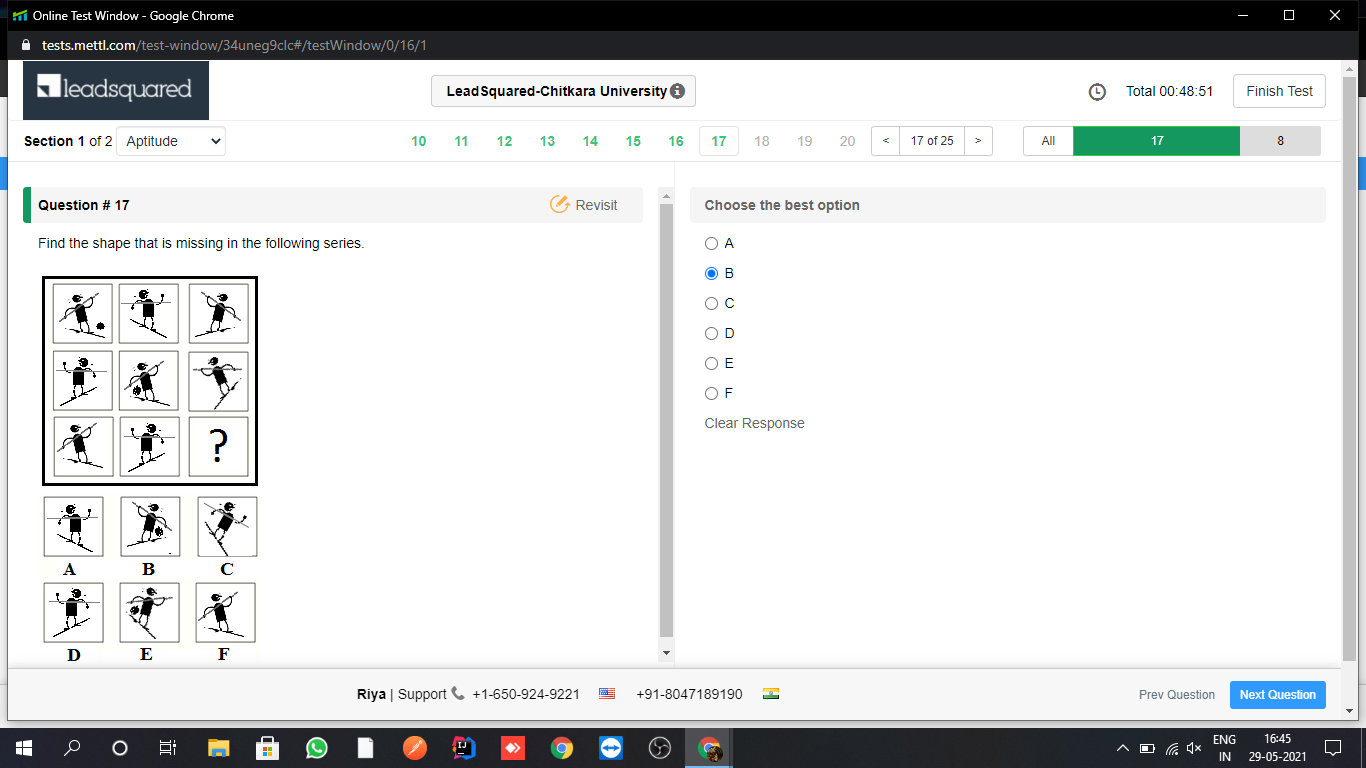 Online Test Window - Google Chrome
tests.mettl.com/test-window/34uneg9clc#/testWindow/0/16/1
leadsquared
LeadSquared-Chitkara University
Total 00:48:51
Finish Test
Section 1 of 2 Aptitude
10 11 12 13 14 15 16 17 18 19 20
< 17 of 25 >
All 17 8
Question # 17
Revisit
Find the shape that is missing in the following series.
?
A B C
D E F
Choose the best option
A
B
C
D
E
F
Clear Response
Riya | Support +1-650-924-9221 +91-8047189190
Prev Question
Next Question
ENG
IN
16:45
29-05-2021